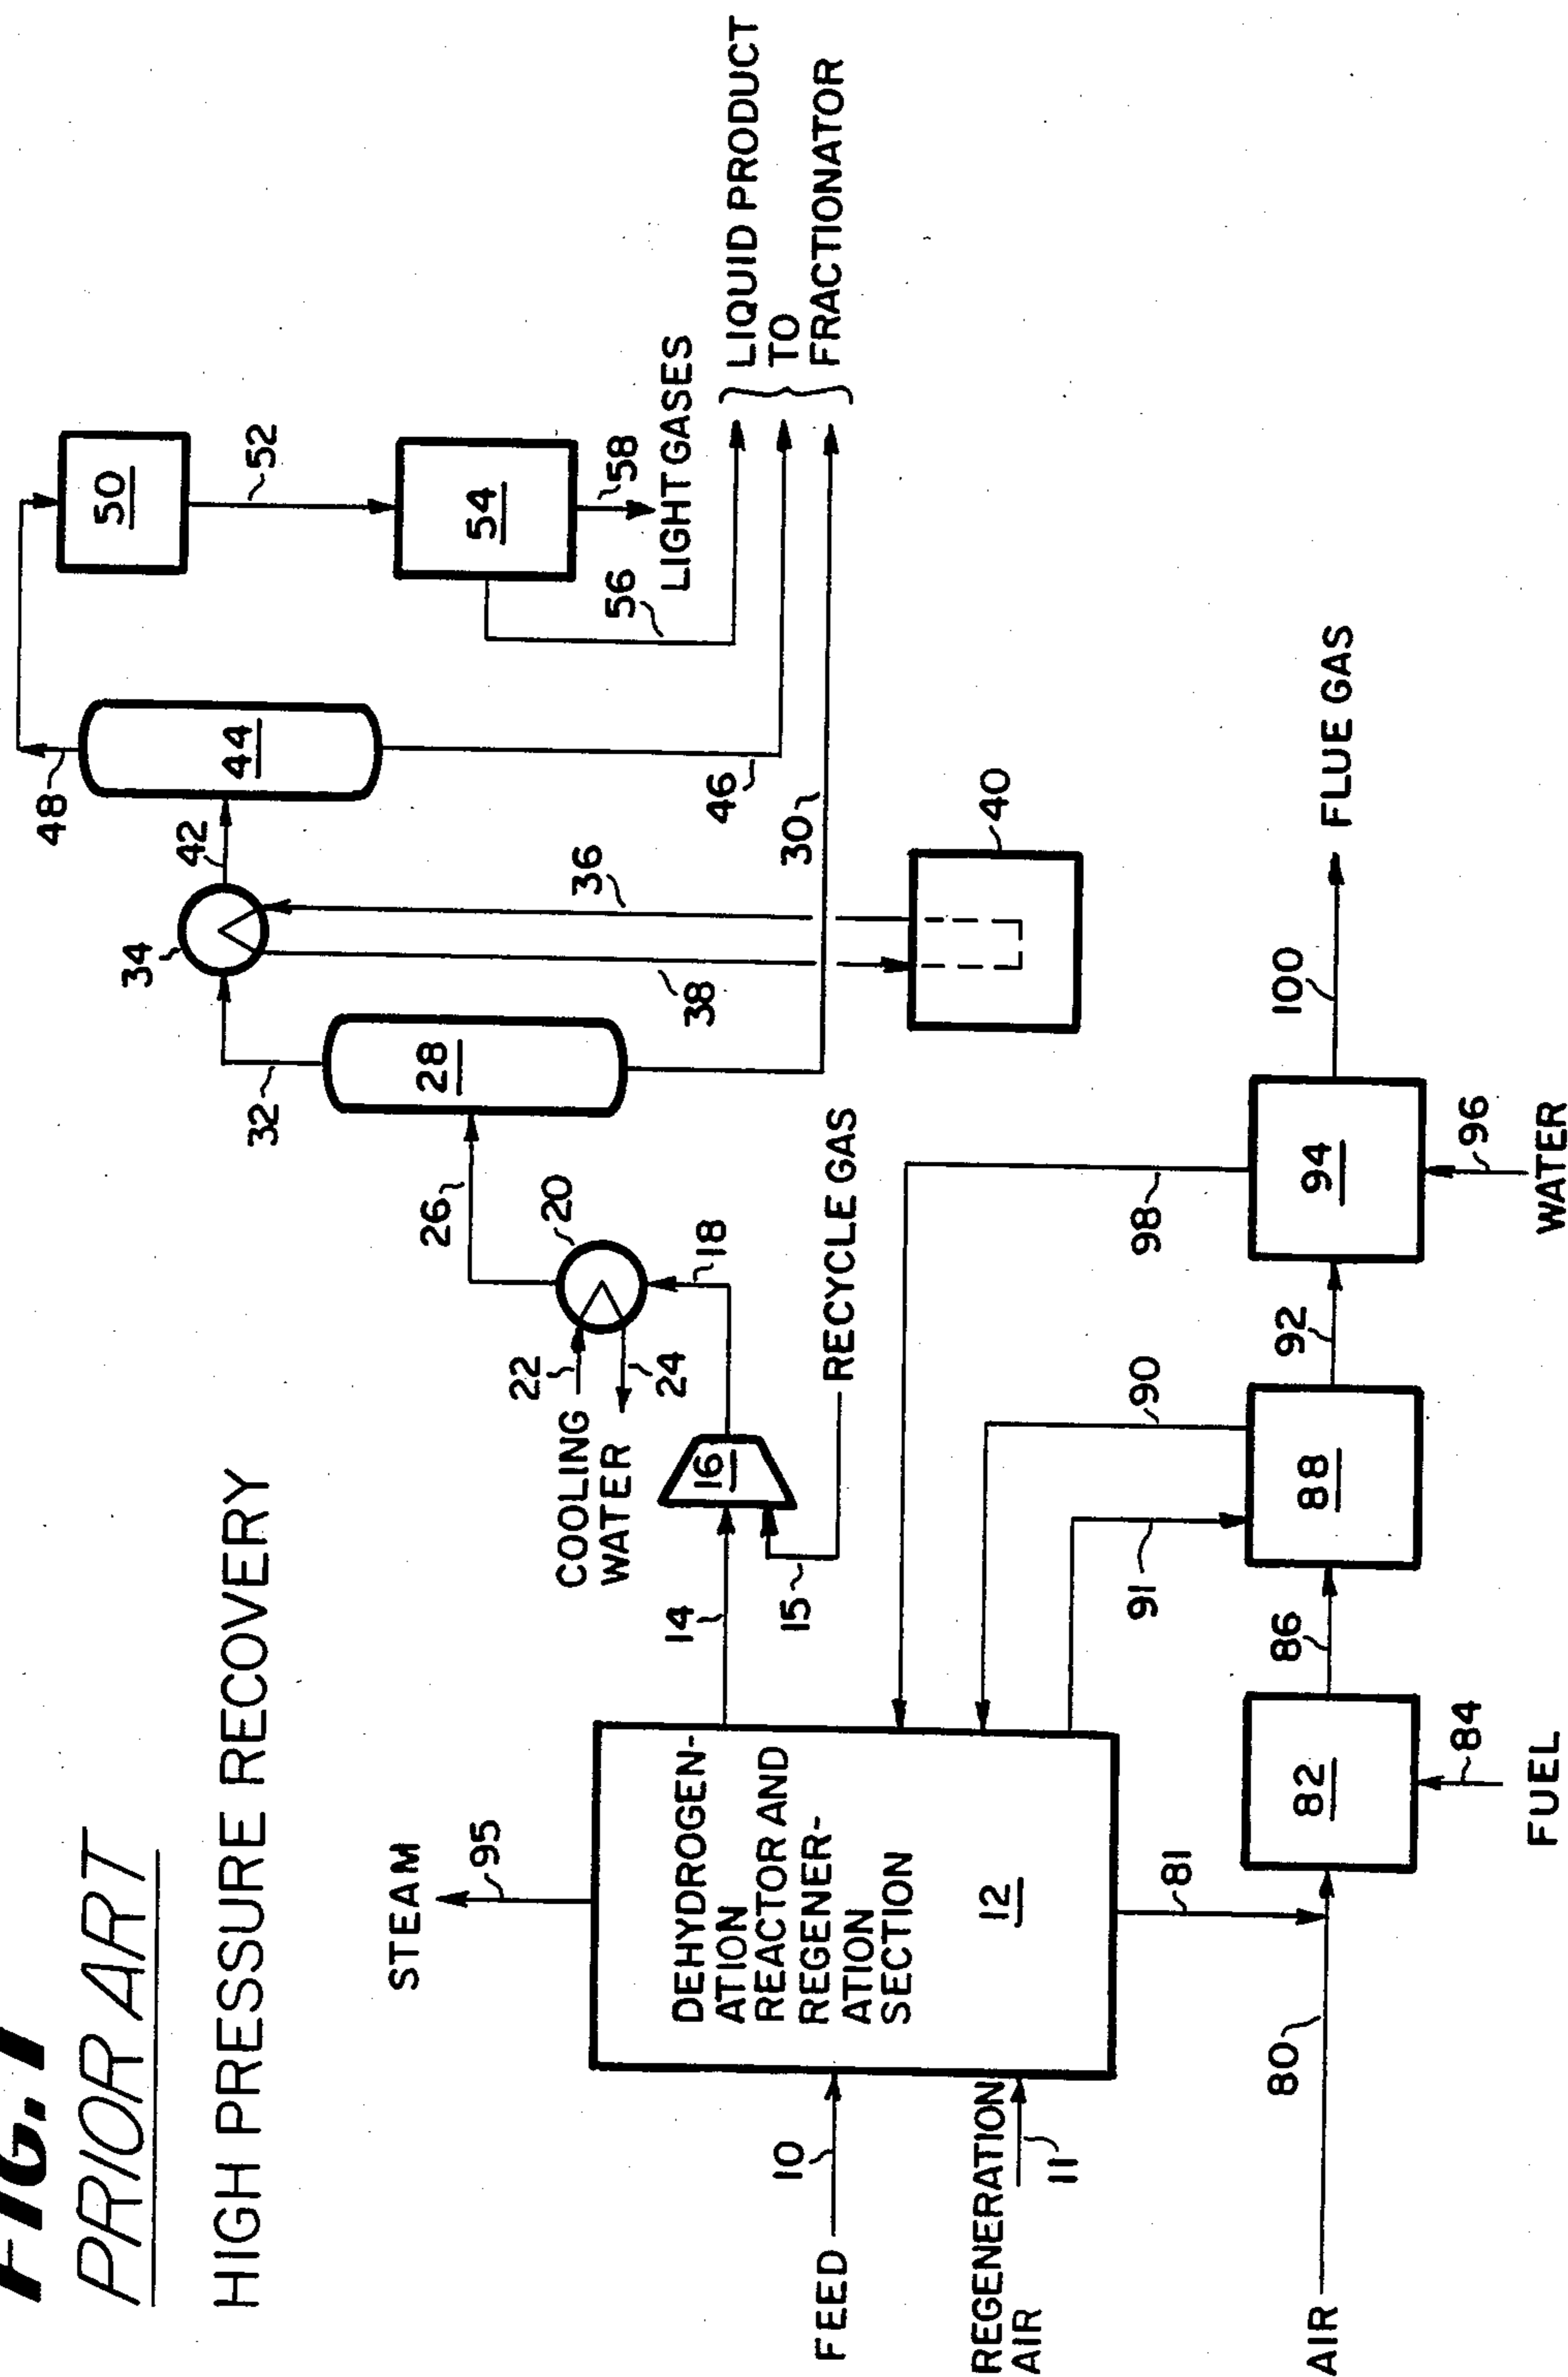 FIG. 1
PRIOR ART
HIGH PRESSURE RECOVERY
STEAM
95
DEHYDROGEN-
ATION
REACTOR AND
REGENER-
ATION
SECTION
12
FEED
10
REGENERATION
AIR
11
14
15
16
RECYCLE GAS
18
COOLING
WATER
22
24
20
26
28
30
32
34
36
38
40
42
44
46
48
50
52
54
56
58
LIGHT GASES
LIQUID PRODUCT
TO
FRACTIONATOR
AIR
80
81
82
84
FUEL
86
88
90
91
92
94
96
WATER
98
100
FLUE GAS